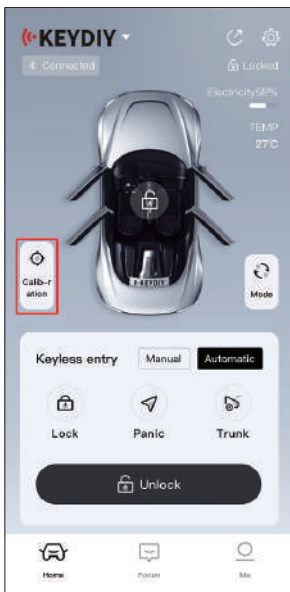 KEYDIY
Connected
Locked
Electricity58%
TEMP
27℃
Calib-r
ation
KEYDIY
Mode
Keyless entry
Manual
Automatic
Lock
Panic
Trunk
Unlock
Home
Forum
Me